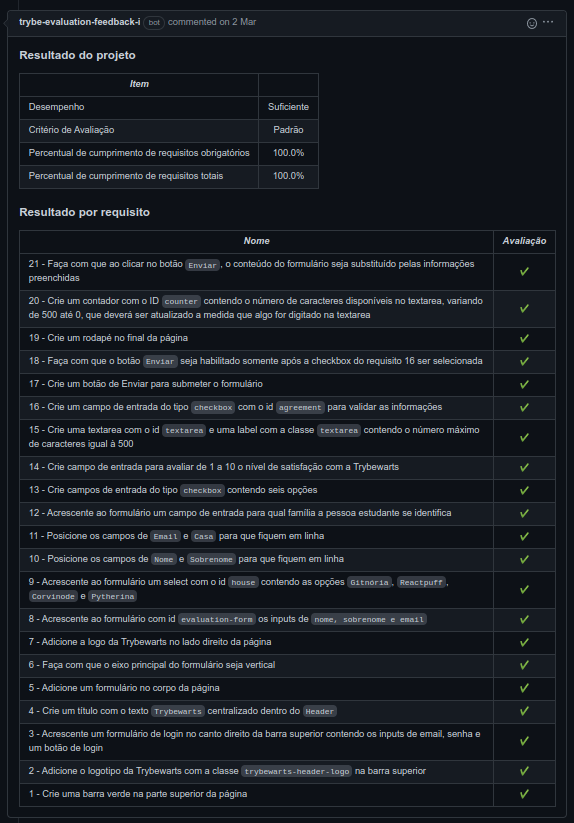 trybe-evaluation-feedback-i bot commented on 2 Mar
Resultado do projeto
Item
Desempenho Suficiente
Critério de Avaliação Padrão
Percentual de cumprimento de requisitos obrigatórios 100.0%
Percentual de cumprimento de requisitos totais 100.0%
Resultado por requisito
Nome Avaliação
21 - Faça com que ao clicar no botão Enviar, o conteúdo do formulário seja substituído pelas informações
preenchidas
20 - Crie um contador com o ID counter contendo o número de caracteres disponíveis no textarea, variando
de 500 até 0, que deverá ser atualizado a medida que algo for digitado na textarea
19 - Crie um rodapé no final da página
18 - Faça com que o botão Enviar seja habilitado somente após a checkbox do requisito 16 ser selecionada
17 - Crie um botão de Enviar para submeter o formulário
16 - Crie um campo de entrada do tipo checkbox com o id agreement para validar as informações
15 - Crie uma textarea com o id textarea e uma label com a classe textarea contendo o número máximo
de caracteres igual à 500
14 - Crie campo de entrada para avaliar de 1 a 10 o nível de satisfação com a Trybewarts
13 - Crie campos de entrada do tipo checkbox contendo seis opções
12 - Acrescente ao formulário um campo de entrada para qual família a pessoa estudante se identifica
11 - Posicione os campos de Email e Casa para que fiquem em linha
10 - Posicione os campos de Nome e Sobrenome para que fiquem em linha
9 - Acrescente ao formulário um select com o id house contendo as opções Gitnória, Reactpuff,
Corvinode e Pytherina
8 - Acrescente ao formulário com id evaluation-form os inputs de nome, sobrenome e email
7 - Adicione a logo da Trybewarts no lado direito da página
6 - Faça com que o eixo principal do formulário seja vertical
5 - Adicione um formulário no corpo da página
4 - Crie um título com o texto Trybewarts centralizado dentro do Header
3 - Acrescente um formulário de login no canto direito da barra superior contendo os inputs de email, senha e
um botão de login
2 - Adicione o logotipo da Trybewarts com a classe trybewarts-header-logo na barra superior
1 - Crie uma barra verde na parte superior da página